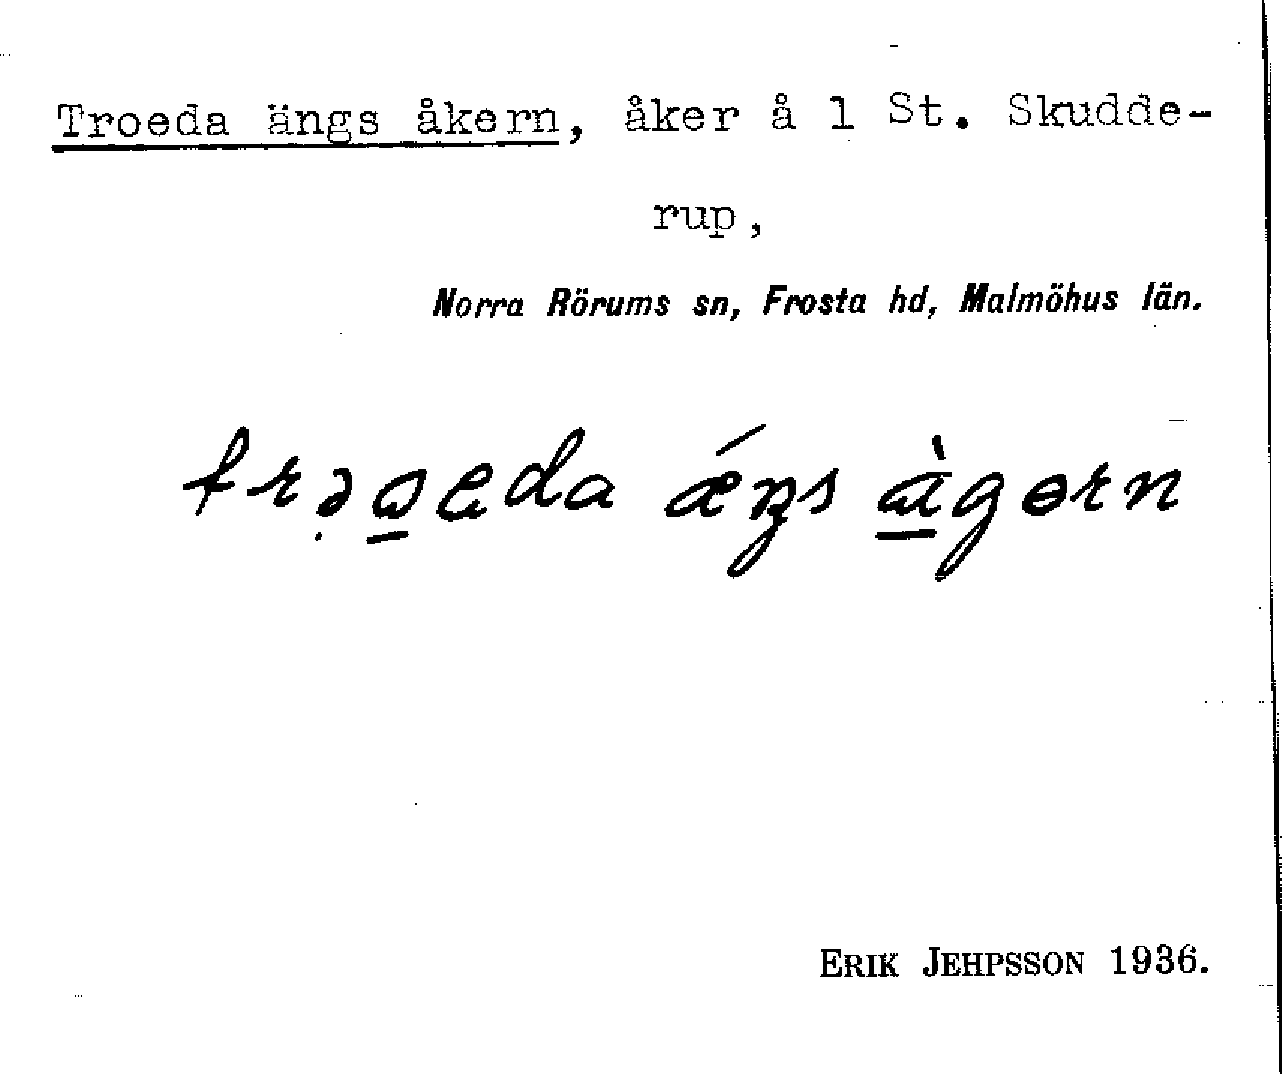 Troeda ängs åkern, åker å 1 St. Skudde-
rup,
Norra Rörums sn, Frosta hd, Malmöhus län.
ERIK JEHPSSON 1936.